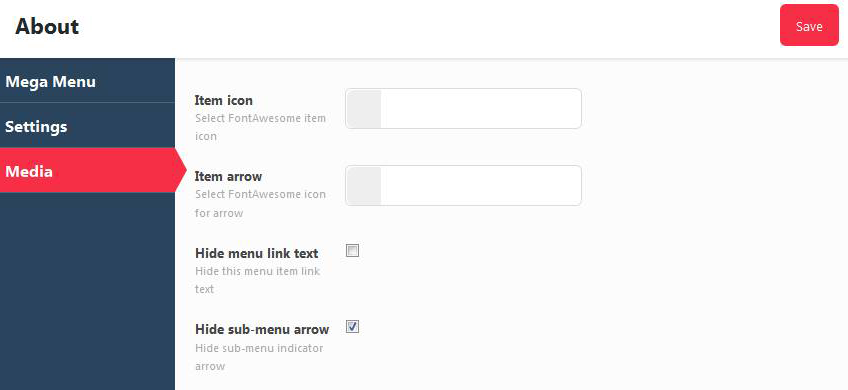 About
Save
Mega Menu
Settings
Media
Item icon
Select FontAwesome item
icon
Item arrow
Select FontAwesome icon
for arrow
Hide menu link text
Hide this menu item link
text
Hide sub-menu arrow
Hide sub-menu indicator
arrow